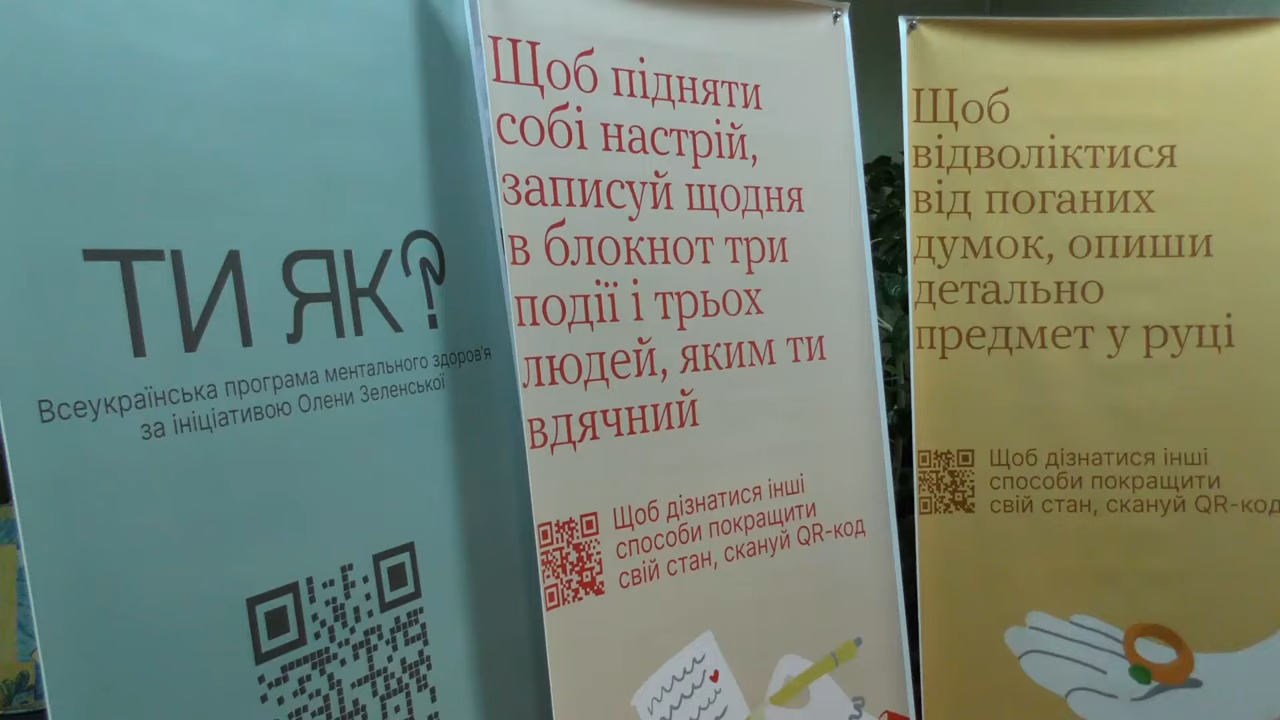 ТИ ЯК?
Всеукраїнська програма ментального здоров'я
за ініціативою Олени Зеленської
Щоб підняти
собі настрій,
записуй щодня
в блокнот три
події і трьох
людей, яким ти
вдячний
Щоб дізнатися інші
способи покращити
свій стан, скануй QR-код
Щоб
відволіктися
від поганих
думок, опиши
детально
предмет у руці
Щоб дізнатися інші
способи покращити
свій стан, скануй QR-код